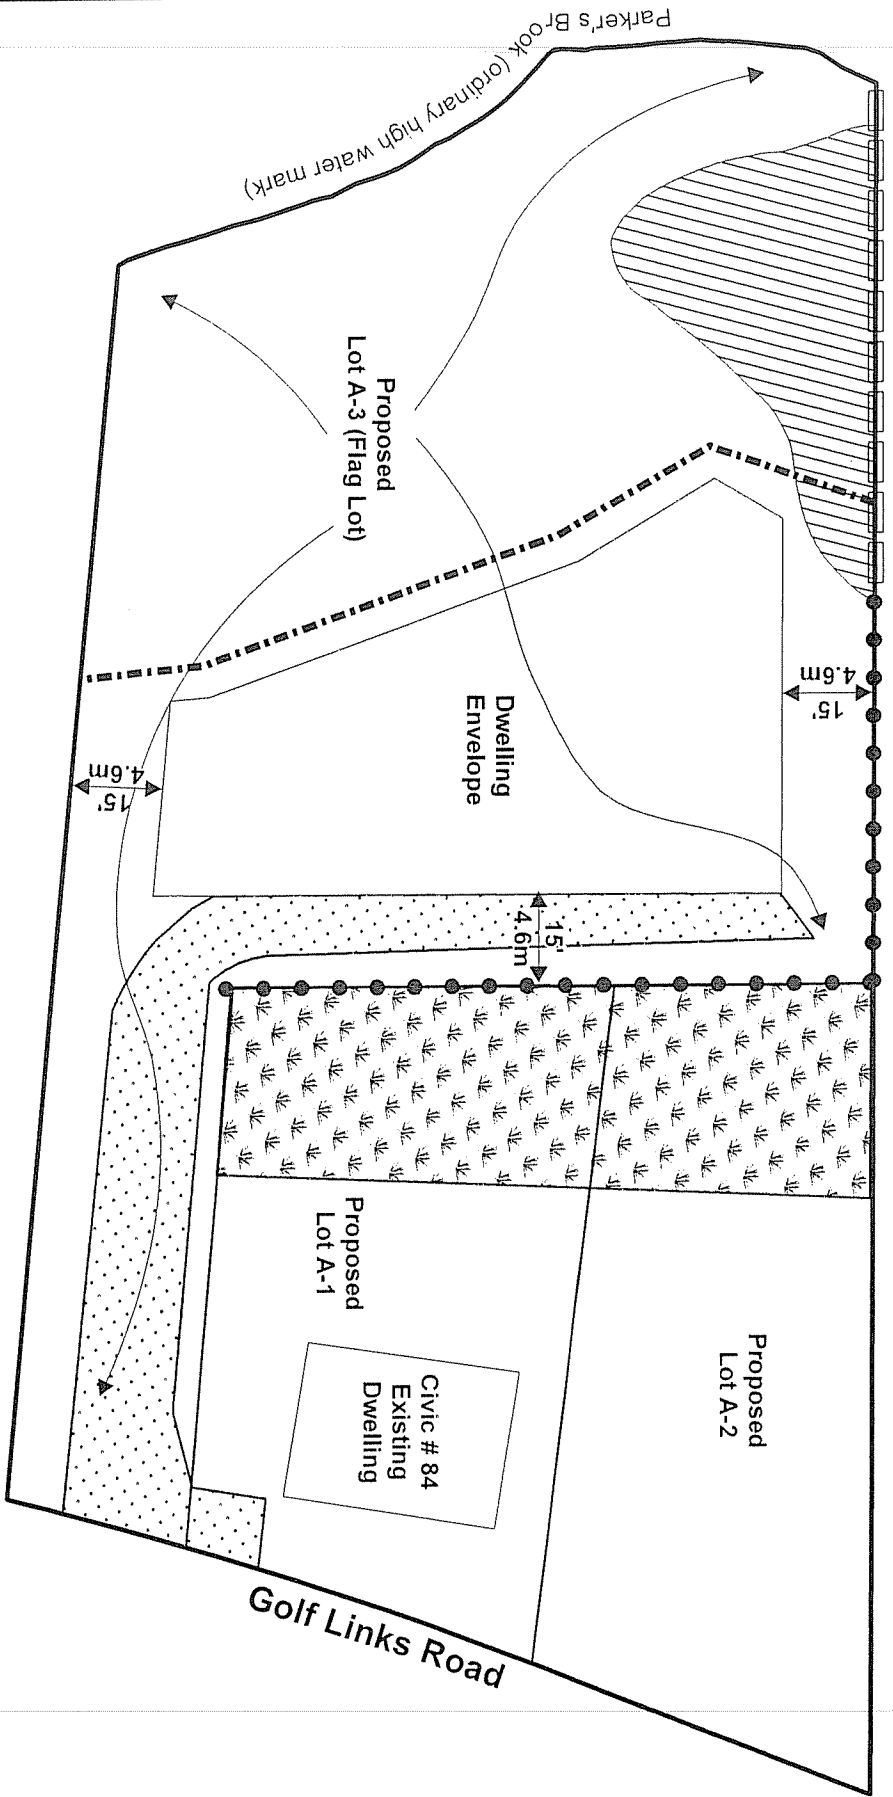 Parker's Brook (ordinary high water mark)
Proposed
Lot A-3 (Flag Lot)
Dwelling
Envelope
15'
4.6m
15'
4.6m
15'
4.6m
Proposed
Lot A-1
Proposed
Lot A-2
Civic # 84
Existing
Dwelling
Golf Links Road